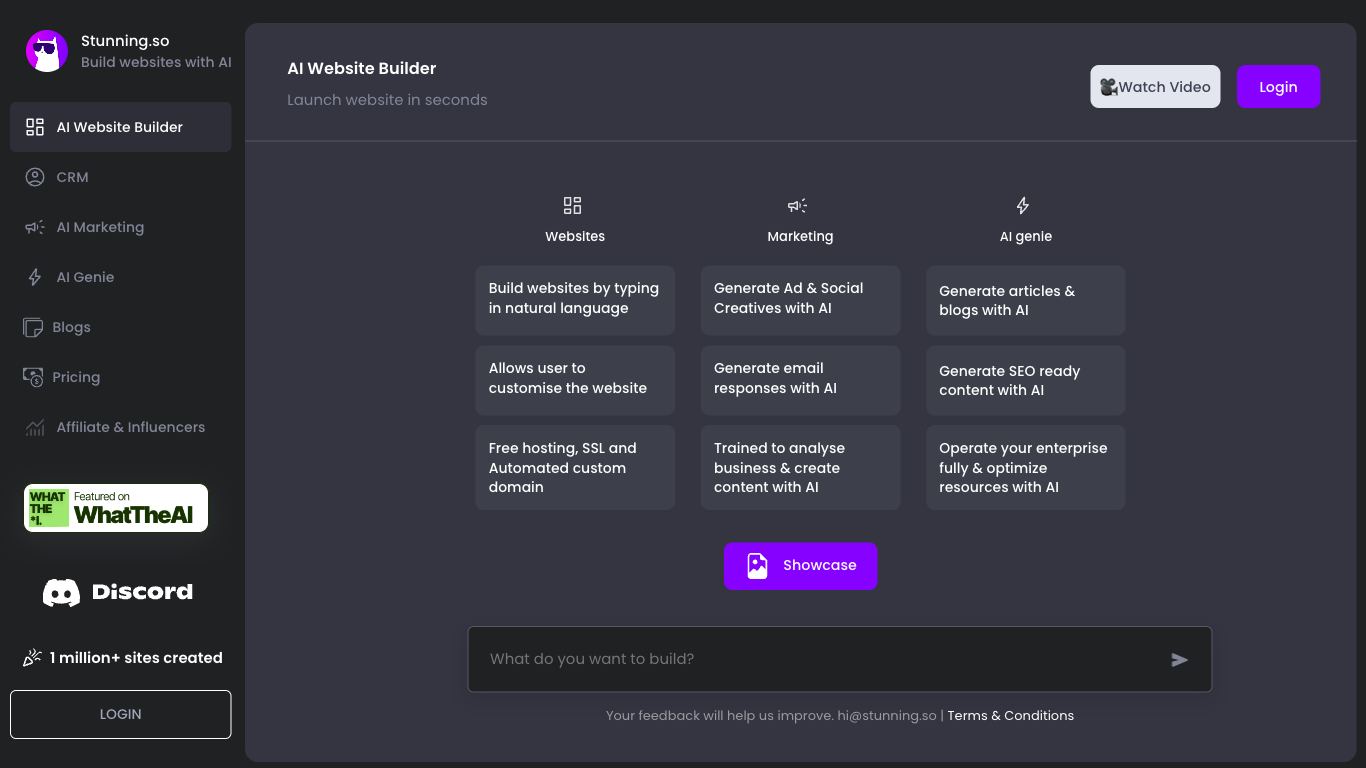 Stunning.so
Build websites with AI
AI Website Builder
CRM
AI Marketing
AI Genie
Blogs
Pricing
Affiliate & Influencers
WHAT
THE
*I.
Featured on
WhatTheAI
Discord
1 million+ sites created
LOGIN
AI Website Builder
Launch website in seconds
Watch Video
Login
Websites
Build websites by typing
in natural language
Allows user to
customise the website
Free hosting, SSL and
Automated custom
domain
Marketing
Generate Ad & Social
Creatives with AI
Generate email
responses with AI
Trained to analyse
business & create
content with AI
AI genie
Generate articles &
blogs with AI
Generate SEO ready
content with AI
Operate your enterprise
fully & optimize
resources with AI
Showcase
What do you want to build?
Your feedback will help us improve. hi@stunning.so | Terms & Conditions